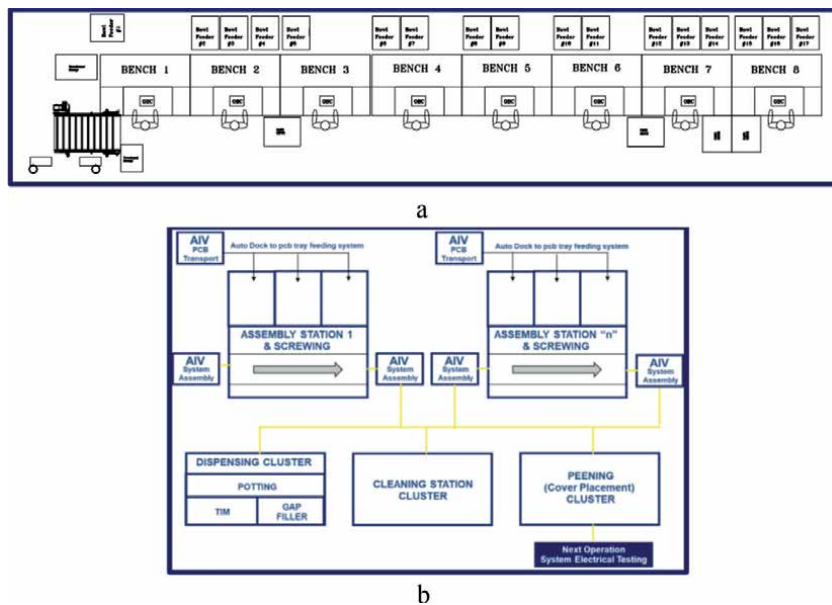 Bowl Feeder #1
Bowl Feeder #2
Bowl Feeder #3
Bowl Feeder #4
Bowl Feeder #5
Bowl Feeder #6
Bowl Feeder #7
Bowl Feeder #8
Bowl Feeder #9
Bowl Feeder #10
Bowl Feeder #11
Bowl Feeder #12
Bowl Feeder #13
Bowl Feeder #14
Bowl Feeder #15
Bowl Feeder #16
Bowl Feeder #17
BENCH 1
BENCH 2
BENCH 3
BENCH 4
BENCH 5
BENCH 6
BENCH 7
BENCH 8
a
AIV
PCB
Transport
Auto Dock to pcb tray feeding system
AIV
PCB
Transport
Auto Dock to pcb tray feeding system
ASSEMBLY STATION 1
& SCREWING
ASSEMBLY STATION "n"
& SCREWING
AIV
System
Assembly
AIV
System
Assembly
AIV
System
Assembly
AIV
System
Assembly
DISPENSING CLUSTER
POTTING
TIM
GAP
FILLER
CLEANING STATION
CLUSTER
PEENING
(Cover Placement)
CLUSTER
Next Operation
System Electrical Testing
b